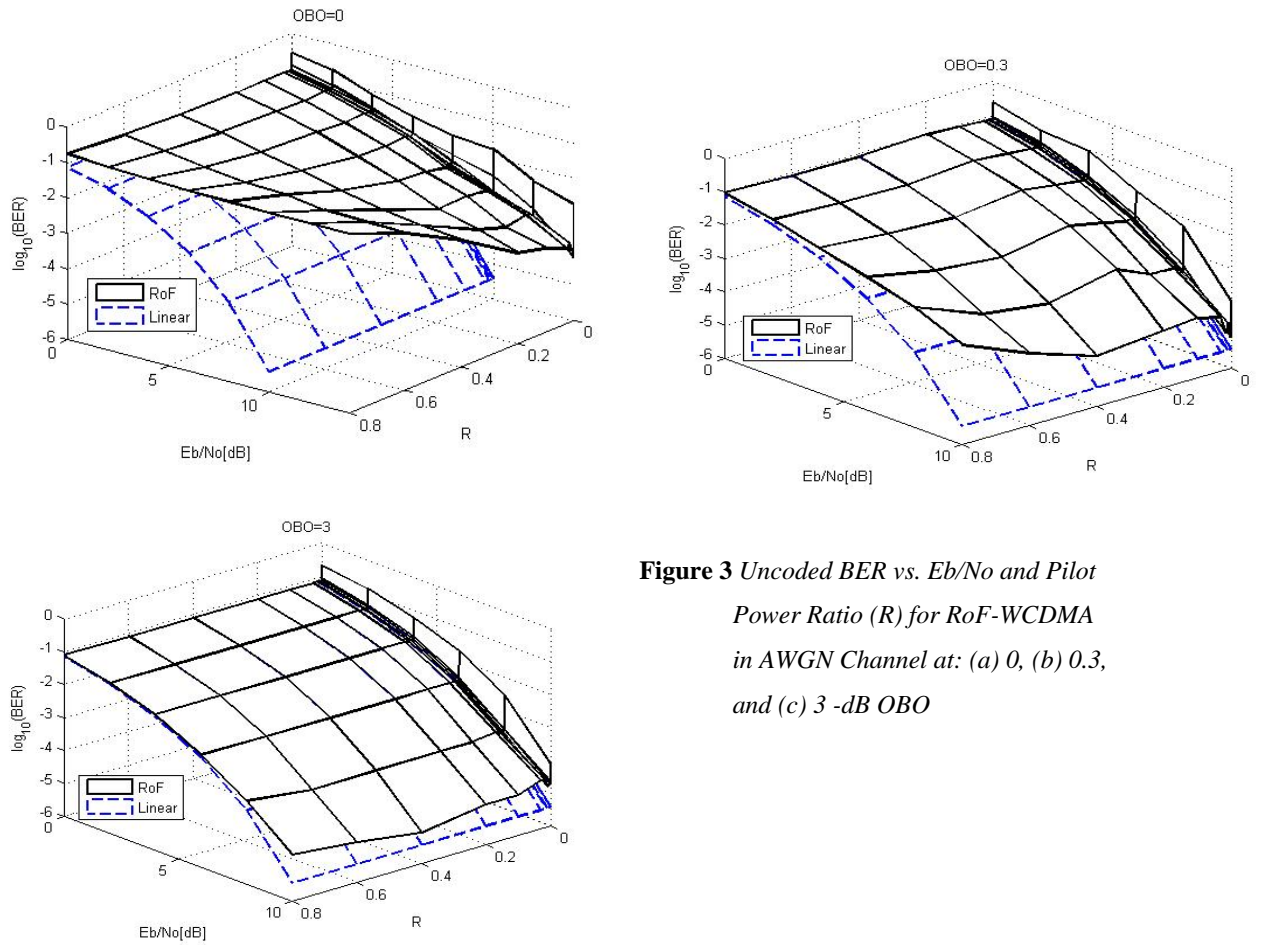 OBO=0
0
-1
-2
-3
-4
-5
-6
log10(BER)
RoF
Linear
0
5
10
Eb/No[dB]
0.8
0.6
0.4
0.2
0
R
OBO=0.3
0
-1
-2
-3
-4
-5
-6
log10(BER)
RoF
Linear
0
5
10
Eb/No[dB]
0.8
0.6
0.4
0.2
0
R
OBO=3
0
-1
-2
-3
-4
-5
-6
log10(BER)
RoF
Linear
0
5
10
Eb/No[dB]
0.8
0.6
0.4
0.2
0
R
Figure 3 Uncoded BER vs. Eb/No and Pilot
Power Ratio (R) for RoF-WCDMA
in AWGN Channel at: (a) 0, (b) 0.3,
and (c) 3 -dB OBO